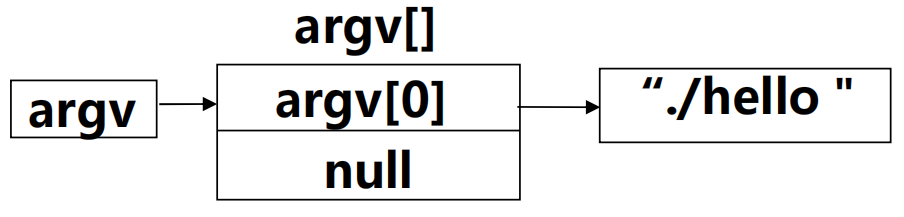 argv[]
argv
argv[0]
“./hello "
null